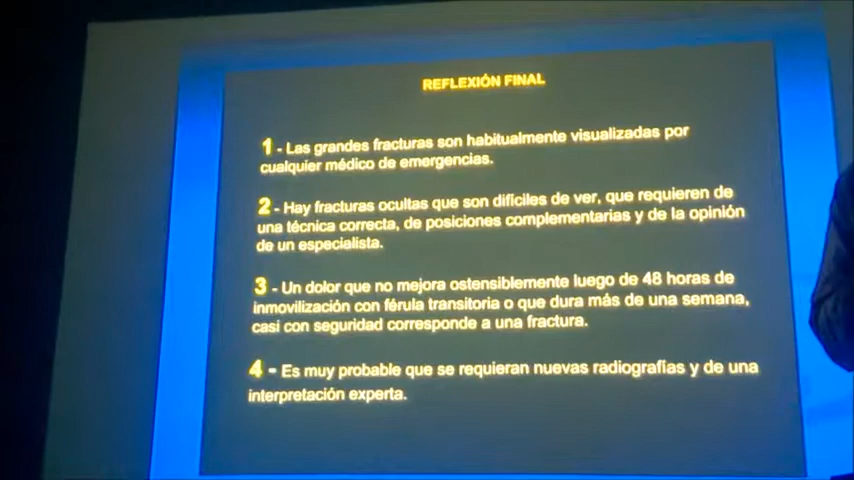 REFLEXIÓN FINAL
1 - Las grandes fracturas son habitualmente visualizadas por
cualquier médico de emergencias.
2 - Hay fracturas ocultas que son difíciles de ver, que requieren de
una técnica correcta, de posiciones complementarias y de la opinión
de un especialista.
3 - Un dolor que no mejora ostensiblemente luego de 48 horas de
inmovilización con férula transitoria o que dura más de una semana,
casi con seguridad corresponde a una fractura.
4 - Es muy probable que se requieran nuevas radiografías y de una
interpretación experta.